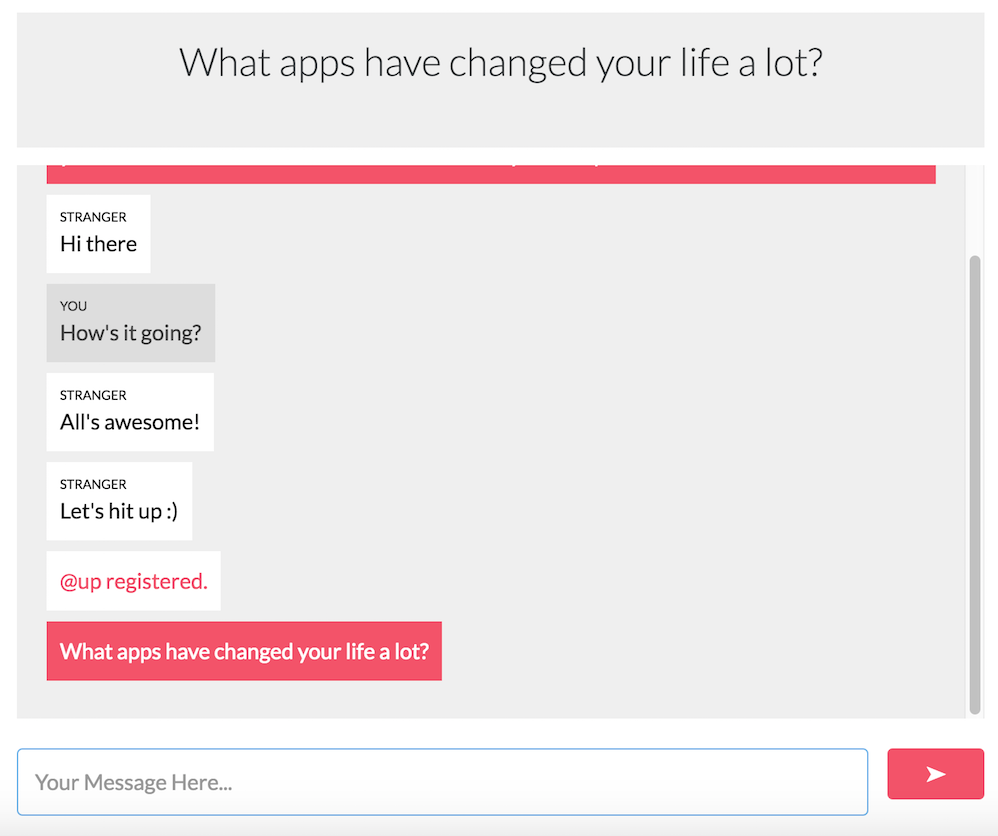 What apps have changed your life a lot?
STRANGER
Hi there
YOU
How's it going?
STRANGER
All's awesome!
STRANGER
Let's hit up :)
@up registered.
What apps have changed your life a lot?
Your Message Here...